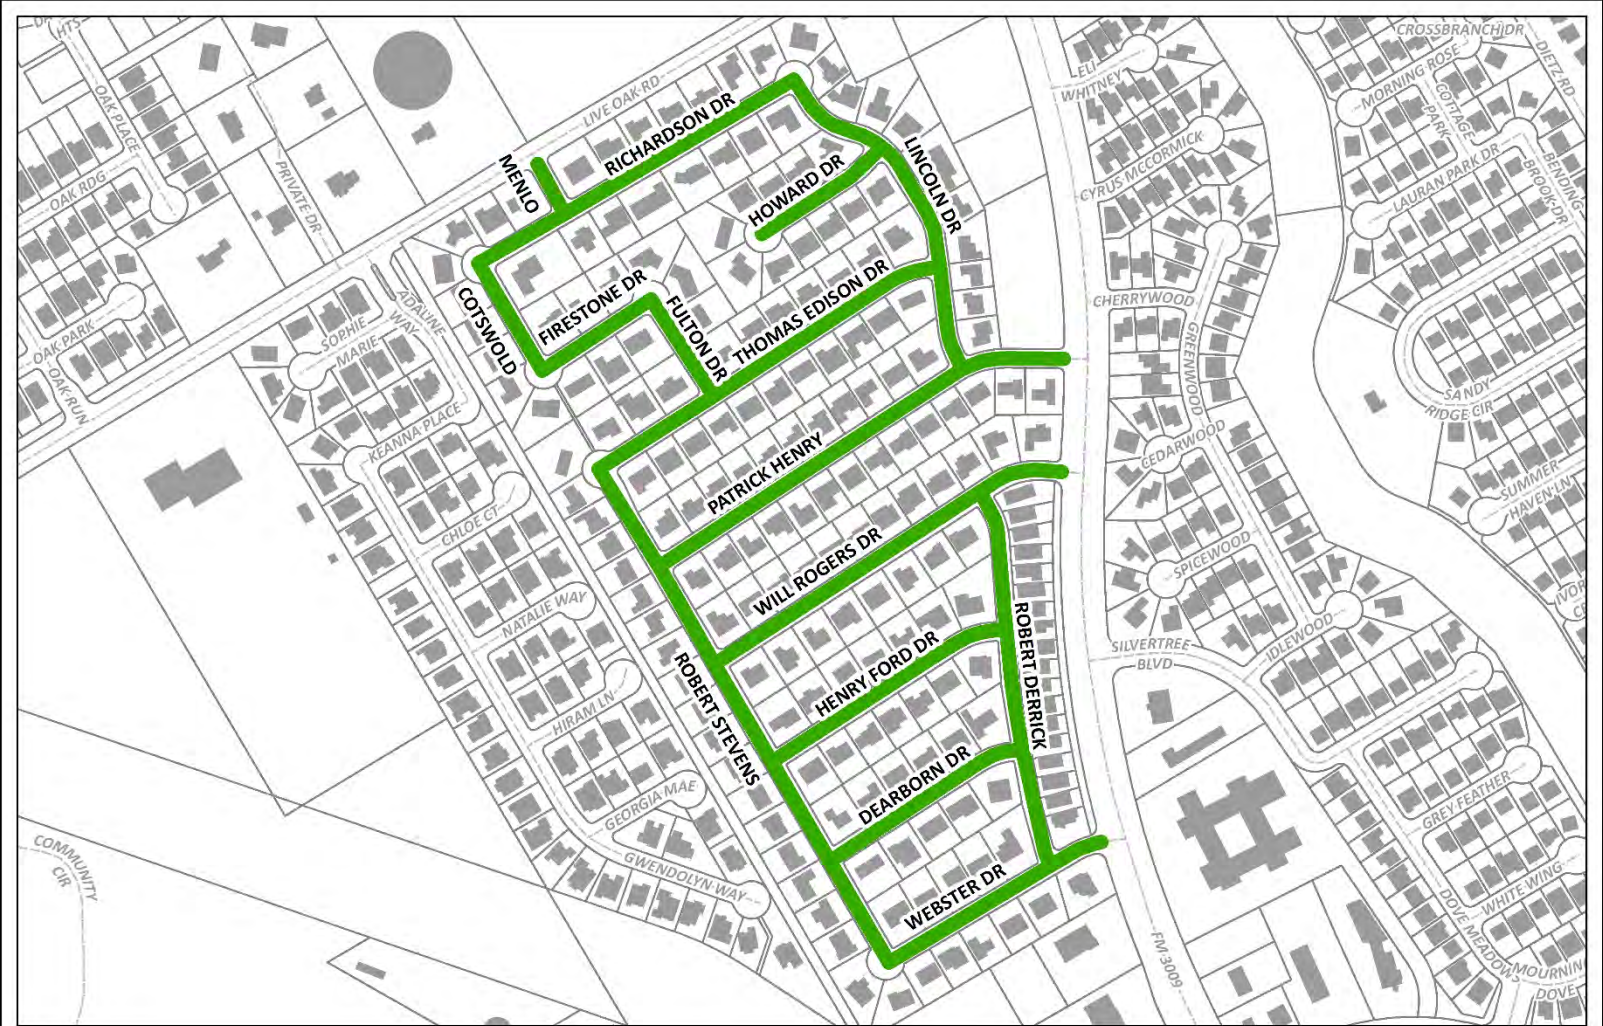 HTS
OAK PLACE
OAK RDG
PRIVATE DR
OAK PARK
OAK RUN
LIVE OAK RD
MENLO
RICHARDSON DR
HOWARD DR
LINCOLN DR
COTSWOLD
FIRESTONE DR
FULTON DR
THOMAS EDISON DR
PATRICK HENRY
WILL ROGERS DR
HENRY FORD DR
ROBERT DERRICK
ROBERT STEVENS
DEARBORN DR
WEBSTER DR
ADALYNE
WAY
SOPHIE
MARIE
KEANNA PLACE
CHLOE CT
NATALIE WAY
HIRAM LN
GEORGIA MAE
GWENDOLYN WAY
COMMUNITY
CIR
ELI
WHITNEY
CYRUS MCCORMICK
CHERRYWOOD
GREENWOOD
CEDARWOOD
SPICEWOOD
IDLEWOOD
SILVERTREE
BLVD
FM 3009
CROSSBRANCH DR
MORNING ROSE
DIETZ RD
COTTAGE
PARK
LAURAN PARK DR
BENDING
BROOK DR
SANDY
RIDGE CIR
SUMMER
HAVEN LN
GREY FEATHER
WHITE WING
DOVE MEADOWS
MOURNING
DOVE